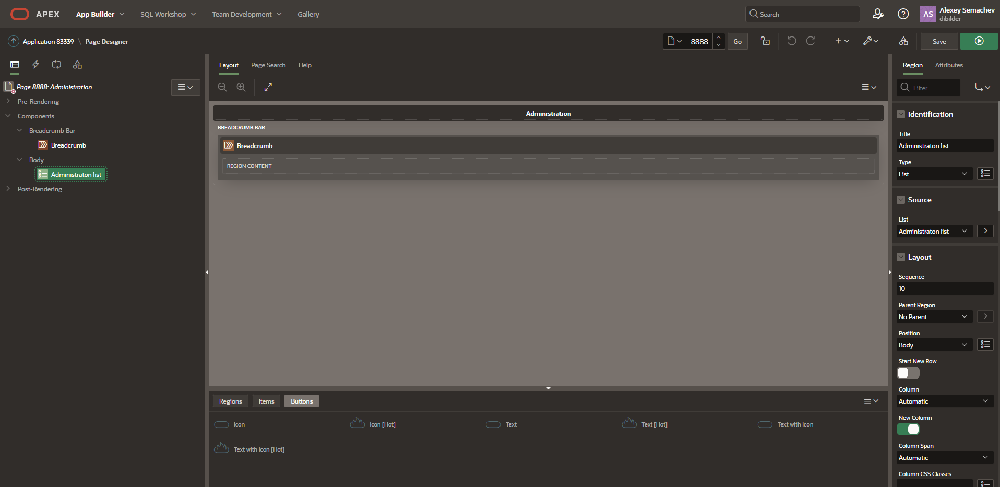 APEX App Builder SQL Workshop Team Development Gallery Search AS Alexey Semachev
dibilder
Application 83339 \ Page Designer 8888 Go Save
Layout Page Search Help
Region Attributes
Page 8888: Administration
Filter
Pre-Rendering
Components
Breadcrumb Bar
Breadcrumb
Body
Administraton list
Post-Rendering
Administration
BREADCRUMB BAR
Breadcrumb
REGION CONTENT
Regions Items Buttons
Icon Icon [Hot] Text Text [Hot] Text with Icon
Text with Icon [Hot]
Identification
Title
Administraton list
Type
List
Source
List
Administraton list
Layout
Sequence
10
Parent Region
No Parent
Position
Body
Start New Row
Column
Automatic
New Column
Column Span
Automatic
Column CSS Classes